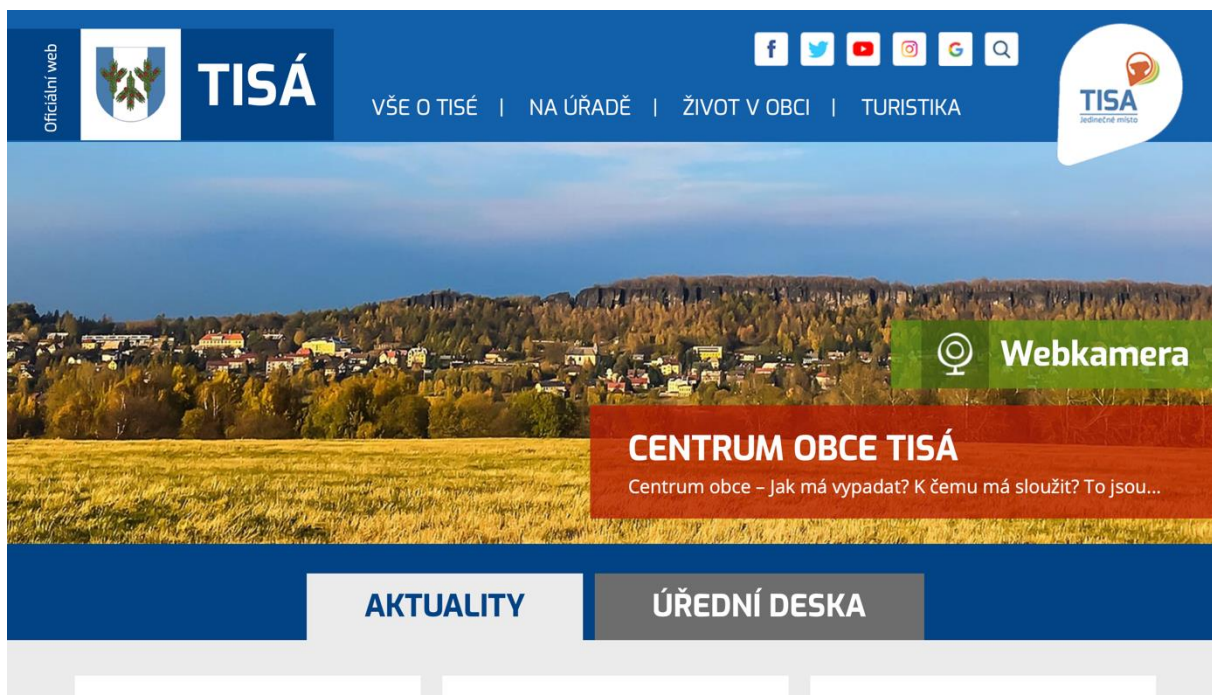 Oficiální web
TISÁ
VŠE O TISÉ | NA ÚŘADĚ | ŽIVOT V OBCI | TURISTIKA
TISÁ
Jedinečné místo
Webkamera
CENTRUM OBCE TISÁ
Centrum obce – Jak má vypadat? K čemu má sloužit? To jsou...
AKTUALITY
ÚŘEDNÍ DESKA